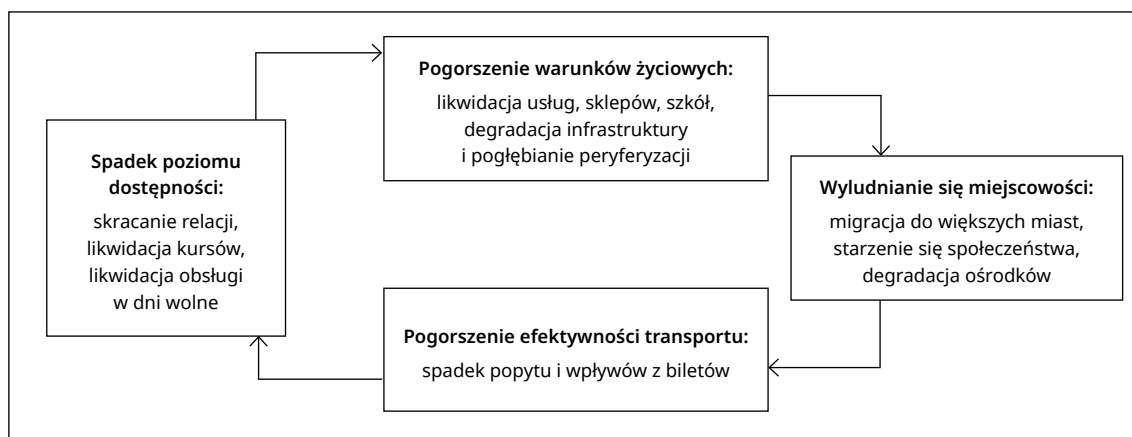 Pogorszenie warunków życiowych:
likwidacja usług, sklepów, szkół,
degradacja infrastruktury
i pogłębianie peryferyzacji
Wyludnianie się miejscowości:
migracja do większych miast,
starzenie się społeczeństwa,
degradacja ośrodków
Pogorszenie efektywności transportu:
spadek popytu i wpływów z biletów
Spadek poziomu
dostępności:
skracanie relacji,
likwidacja kursów,
likwidacja obsługi
w dni wolne